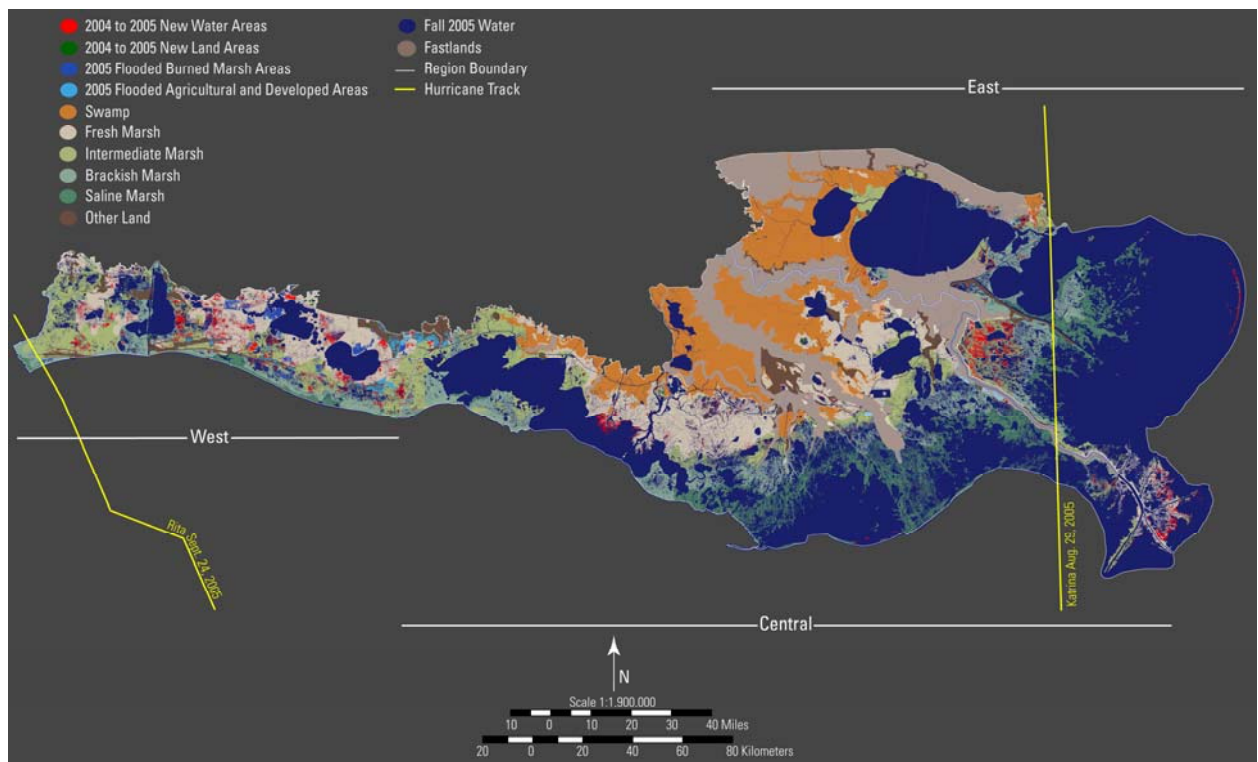 2004 to 2005 New Water Areas
2004 to 2005 New Land Areas
2005 Flooded Burned Marsh Areas
2005 Flooded Agricultural and Developed Areas
Swamp
Fresh Marsh
Intermediate Marsh
Brackish Marsh
Saline Marsh
Other Land
Fall 2005 Water
Fastlands
Region Boundary
Hurricane Track
East
West
Rita Sept. 24, 2005
Katrina Aug. 29, 2005
Central
N
Scale 1:1.900.000
10 0 10 20 30 40 Miles
20 0 20 40 60 80 Kilometers